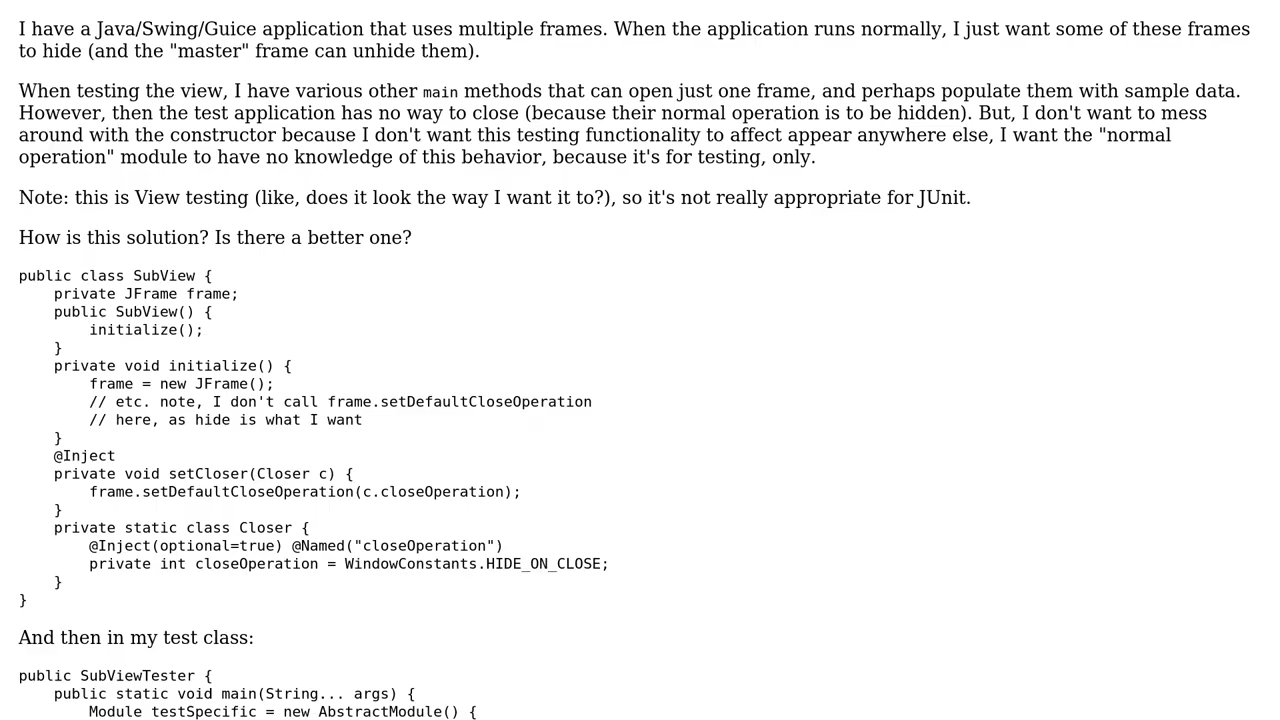 I have a Java/Swing/Guice application that uses multiple frames. When the application runs normally, I just want some of these frames
to hide (and the "master" frame can unhide them).
When testing the view, I have various other main methods that can open just one frame, and perhaps populate them with sample data.
However, then the test application has no way to close (because their normal operation is to be hidden). But, I don't want to mess
around with the constructor because I don't want this testing functionality to affect appear anywhere else, I want the "normal
operation" module to have no knowledge of this behavior, because it's for testing, only.
Note: this is View testing (like, does it look the way I want it to?), so it's not really appropriate for JUnit.
How is this solution? Is there a better one?
public class SubView {
    private JFrame frame;
    public SubView() {
        initialize();
    }
    private void initialize() {
        frame = new JFrame();
        // etc. note, I don't call frame.setDefaultCloseOperation
        // here, as hide is what I want
    }
    @Inject
    private void setCloser(Closer c) {
        frame.setDefaultCloseOperation(c.closeOperation);
    }
    private static class Closer {
        @Inject(optional=true) @Named("closeOperation")
        private int closeOperation = WindowConstants.HIDE_ON_CLOSE;
    }
}
And then in my test class:
public SubViewTester {
    public static void main(String... args) {
        Module testSpecific = new AbstractModule() {